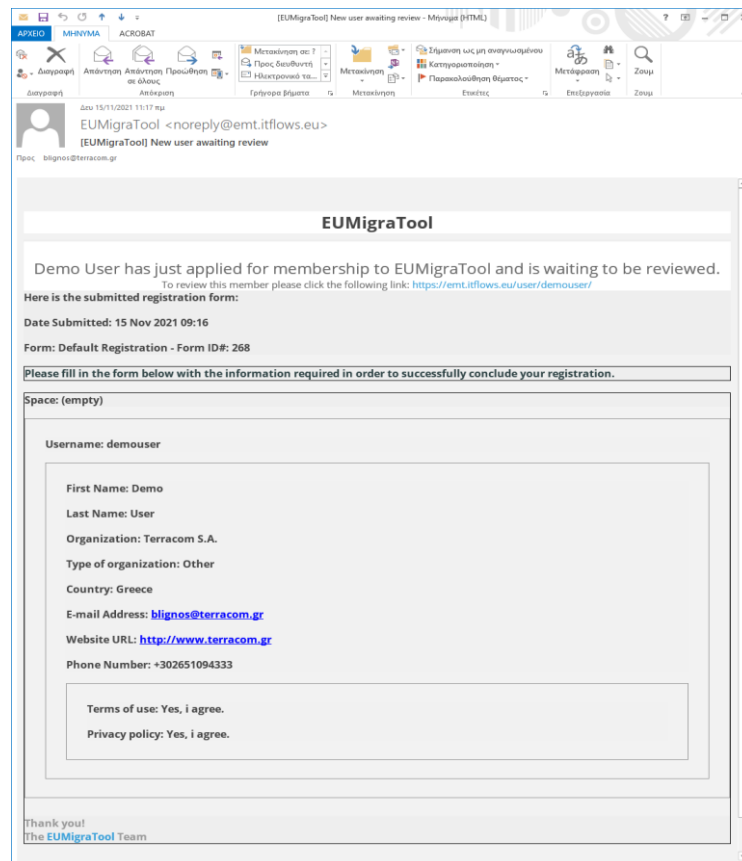 [EUMigraTool] New user awaiting review - Μήνυμα (HTML)
ΑΡΧΕΙΟ ΜΗΝΥΜΑ ACROBAT
Διαγραφή
Απάντηση Απάντηση σε όλους Προώθηση
Μετακίνηση σε: ?
Προς διευθυντή
Ηλεκτρονικό τα...
Μετακίνηση
Σήμανση ως μη αναγνωσμένου
Κατηγοριοποίηση
Παρακολούθηση θέματος
Μετάφραση
Ζουμ
Διαγραφή Απόκριση Γρήγορα βήματα Μετακίνηση Ετικέτες Επεξεργασία Ζουμ
Δευ 15/11/2021 11:17 πμ
EUMigraTool <noreply@emt.itflows.eu>
[EUMigraTool] New user awaiting review
Προς blignos@terracom.gr
EUMigraTool
Demo User has just applied for membership to EUMigraTool and is waiting to be reviewed.
To review this member please click the following link: https://emt.itflows.eu/user/demouser/
Here is the submitted registration form:
Date Submitted: 15 Nov 2021 09:16
Form: Default Registration - Form ID#: 268
Please fill in the form below with the information required in order to successfully conclude your registration.
Space: (empty)
Username: demouser
First Name: Demo
Last Name: User
Organization: Terracom S.A.
Type of organization: Other
Country: Greece
E-mail Address: blignos@terracom.gr
Website URL: http://www.terracom.gr
Phone Number: +302651094333
Terms of use: Yes, i agree.
Privacy policy: Yes, i agree.
Thank you!
The EUMigraTool Team